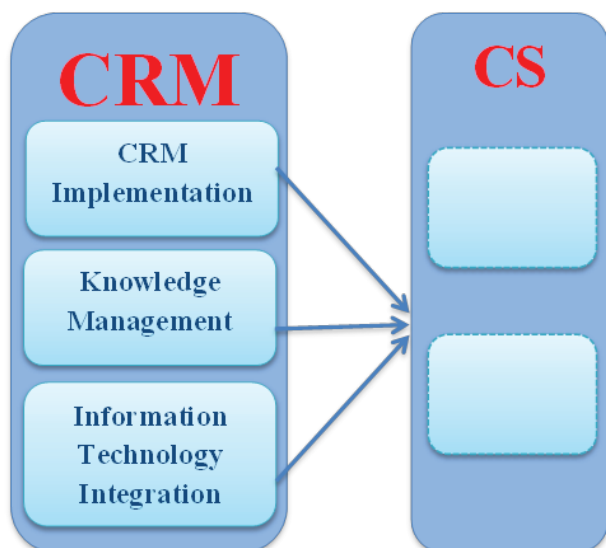 CRM
CRM
Implementation
Knowledge
Management
Information
Technology
Integration
CS